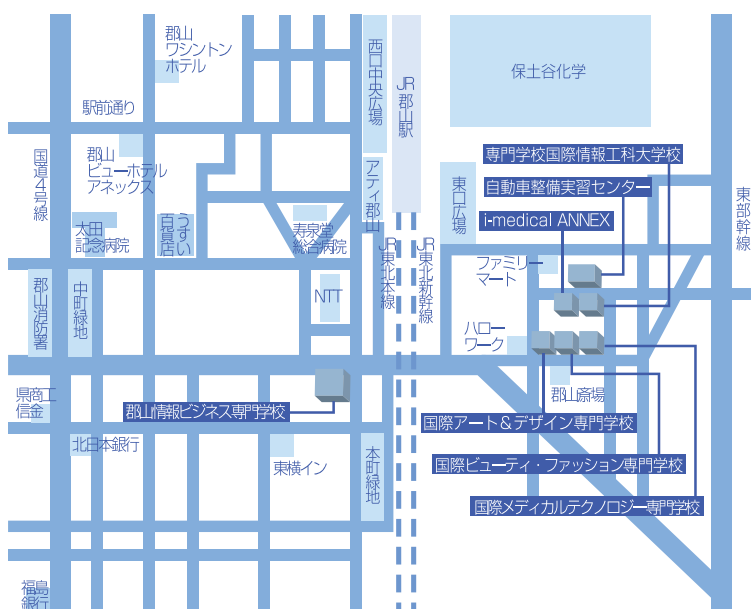 郡山
ワシントン
ホテル
西口中央広場
JR郡山駅
保土谷化学
駅前通り
国道4号線
郡山
ビューホテル
アネックス
専門学校国際情報工科大学校
アティ郡山
東口広場
自動車整備実習センター
東部幹線
太田
記念病院
うすい
百貨店
寿泉堂
総合病院
i-medical ANNEX
JR東北本線
JR東北新幹線
ファミリー
マート
郡山消防署
中町緑地
NTT
ハロー
ワーク
県商工
信金
郡山情報ビジネス専門学校
郡山斎場
国際アート＆デザイン専門学校
北日本銀行
東横イン
本町緑地
国際ビューティ・ファッション専門学校
国際メディカルテクノロジー専門学校
福島
銀行